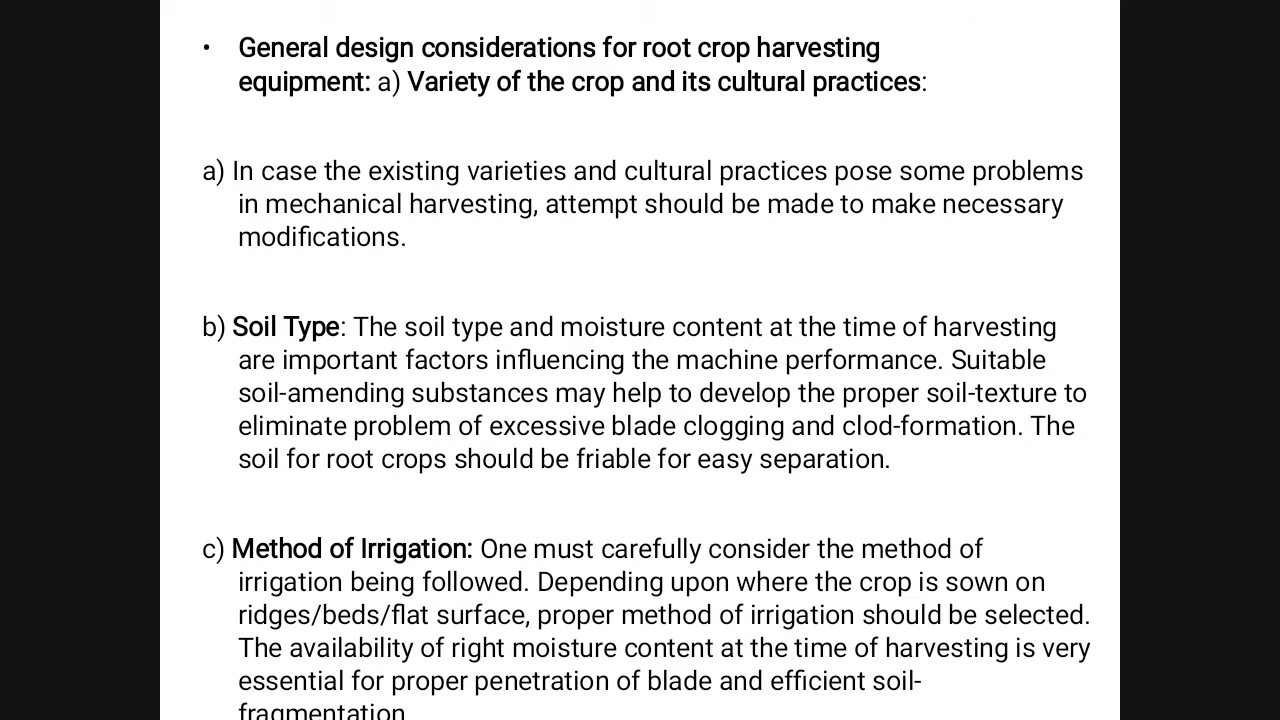 • General design considerations for root crop harvesting
equipment: a) Variety of the crop and its cultural practices:
a) In case the existing varieties and cultural practices pose some problems
in mechanical harvesting, attempt should be made to make necessary
modifications.
b) Soil Type: The soil type and moisture content at the time of harvesting
are important factors influencing the machine performance. Suitable
soil-amending substances may help to develop the proper soil-texture to
eliminate problem of excessive blade clogging and clod-formation. The
soil for root crops should be friable for easy separation.
c) Method of Irrigation: One must carefully consider the method of
irrigation being followed. Depending upon where the crop is sown on
ridges/beds/flat surface, proper method of irrigation should be selected.
The availability of right moisture content at the time of harvesting is very
essential for proper penetration of blade and efficient soil-
fragmentation